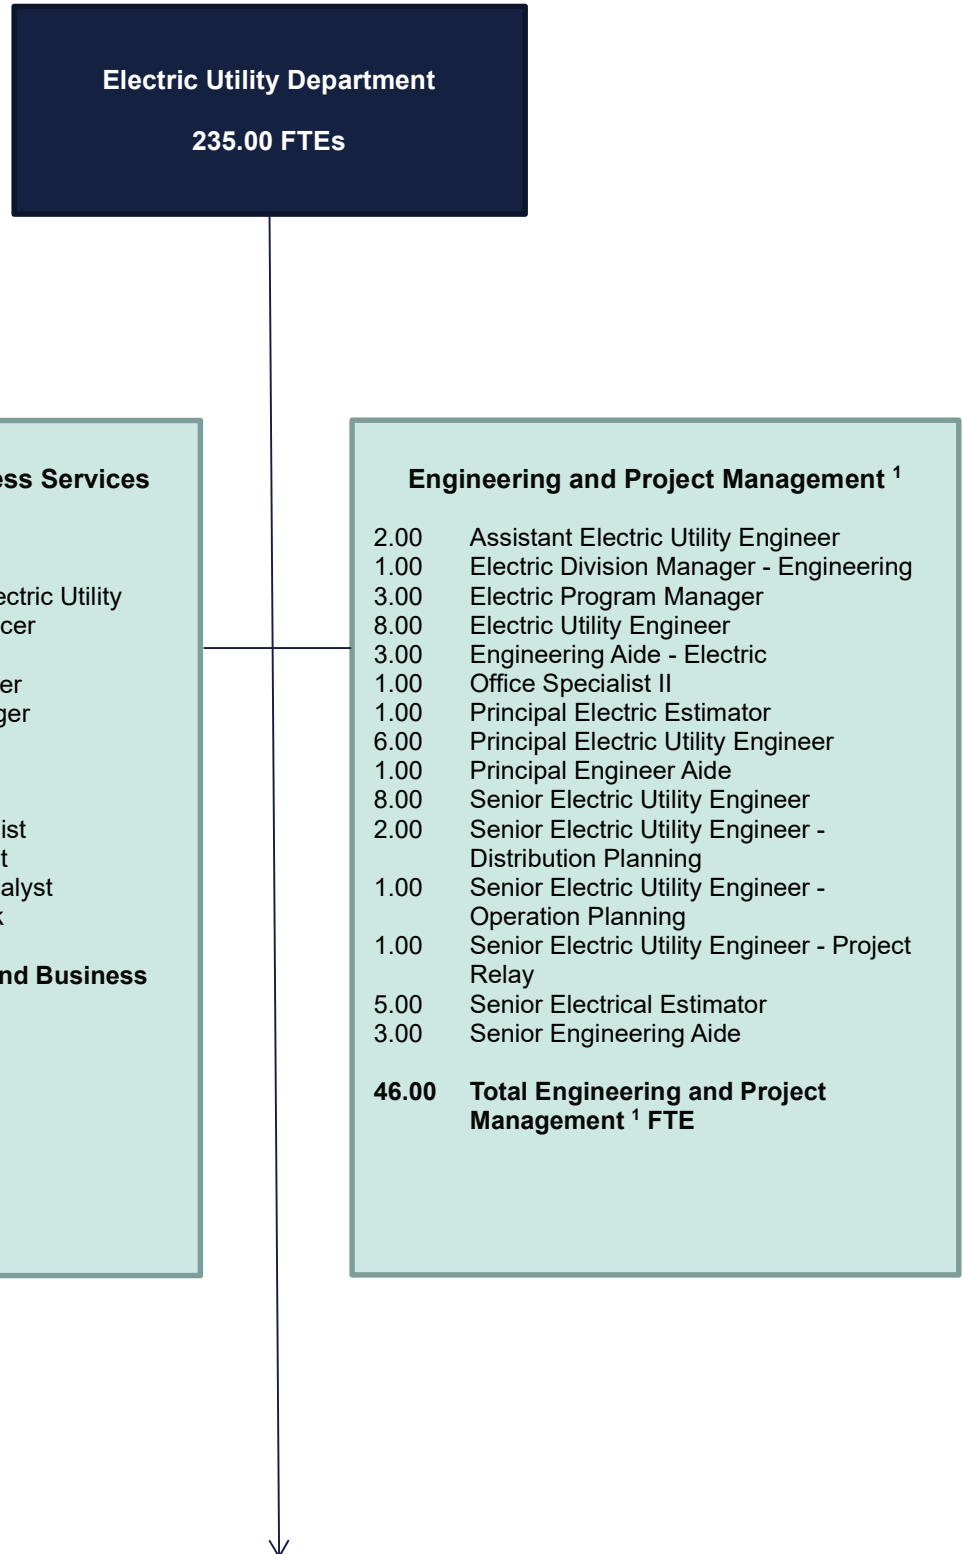 Electric Utility Department
235.00 FTEs
Services
Utility
and Business
Engineering and Project Management ¹
2.00 Assistant Electric Utility Engineer
1.00 Electric Division Manager - Engineering
3.00 Electric Program Manager
8.00 Electric Utility Engineer
3.00 Engineering Aide - Electric
1.00 Office Specialist II
1.00 Principal Electric Estimator
6.00 Principal Electric Utility Engineer
1.00 Principal Engineer Aide
8.00 Senior Electric Utility Engineer
2.00 Senior Electric Utility Engineer -
Distribution Planning
1.00 Senior Electric Utility Engineer -
Operation Planning
1.00 Senior Electric Utility Engineer - Project
Relay
5.00 Senior Electrical Estimator
3.00 Senior Engineering Aide
46.00 Total Engineering and Project
Management ¹ FTE